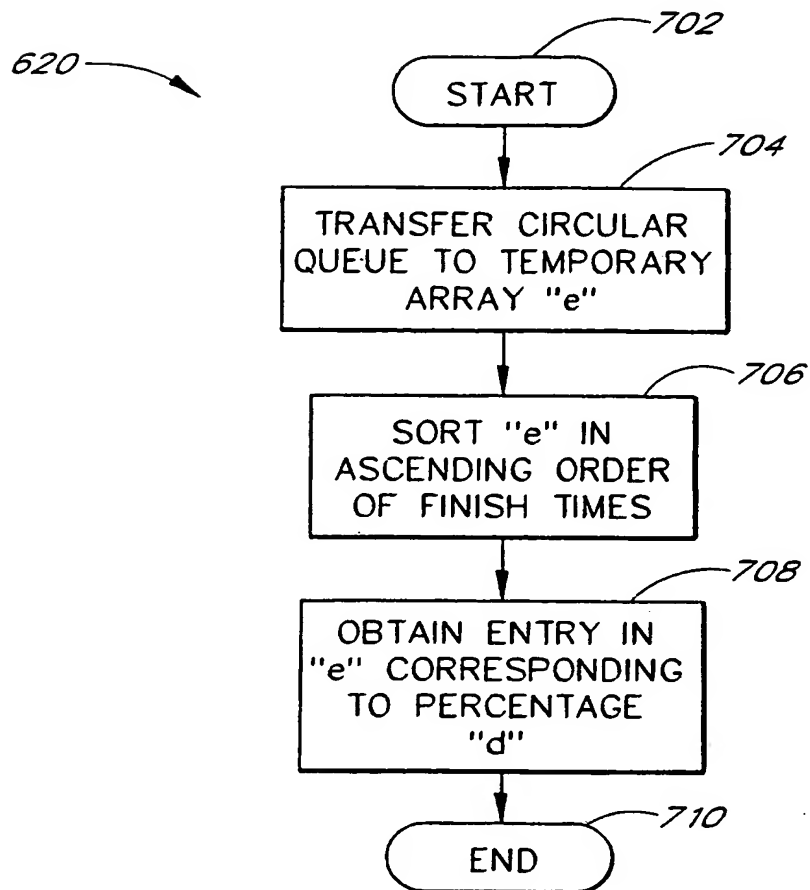 702
620
START
704
TRANSFER CIRCULAR
QUEUE TO TEMPORARY
ARRAY "e"
706
SORT "e" IN
ASCENDING ORDER
OF FINISH TIMES
708
OBTAIN ENTRY IN
"e" CORRESPONDING
TO PERCENTAGE
"d"
710
END